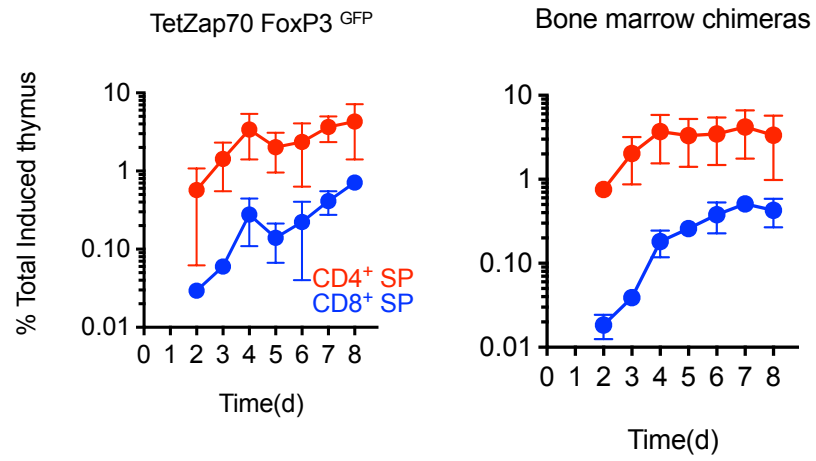 TetZap70 FoxP3 GFP
Bone marrow chimeras
% Total Induced thymus
10
1
0.10
0.01
0 1 2 3 4 5 6 7 8
Time(d)
CD4+ SP
CD8+ SP
10
1
0.10
0.01
0 1 2 3 4 5 6 7 8
Time(d)